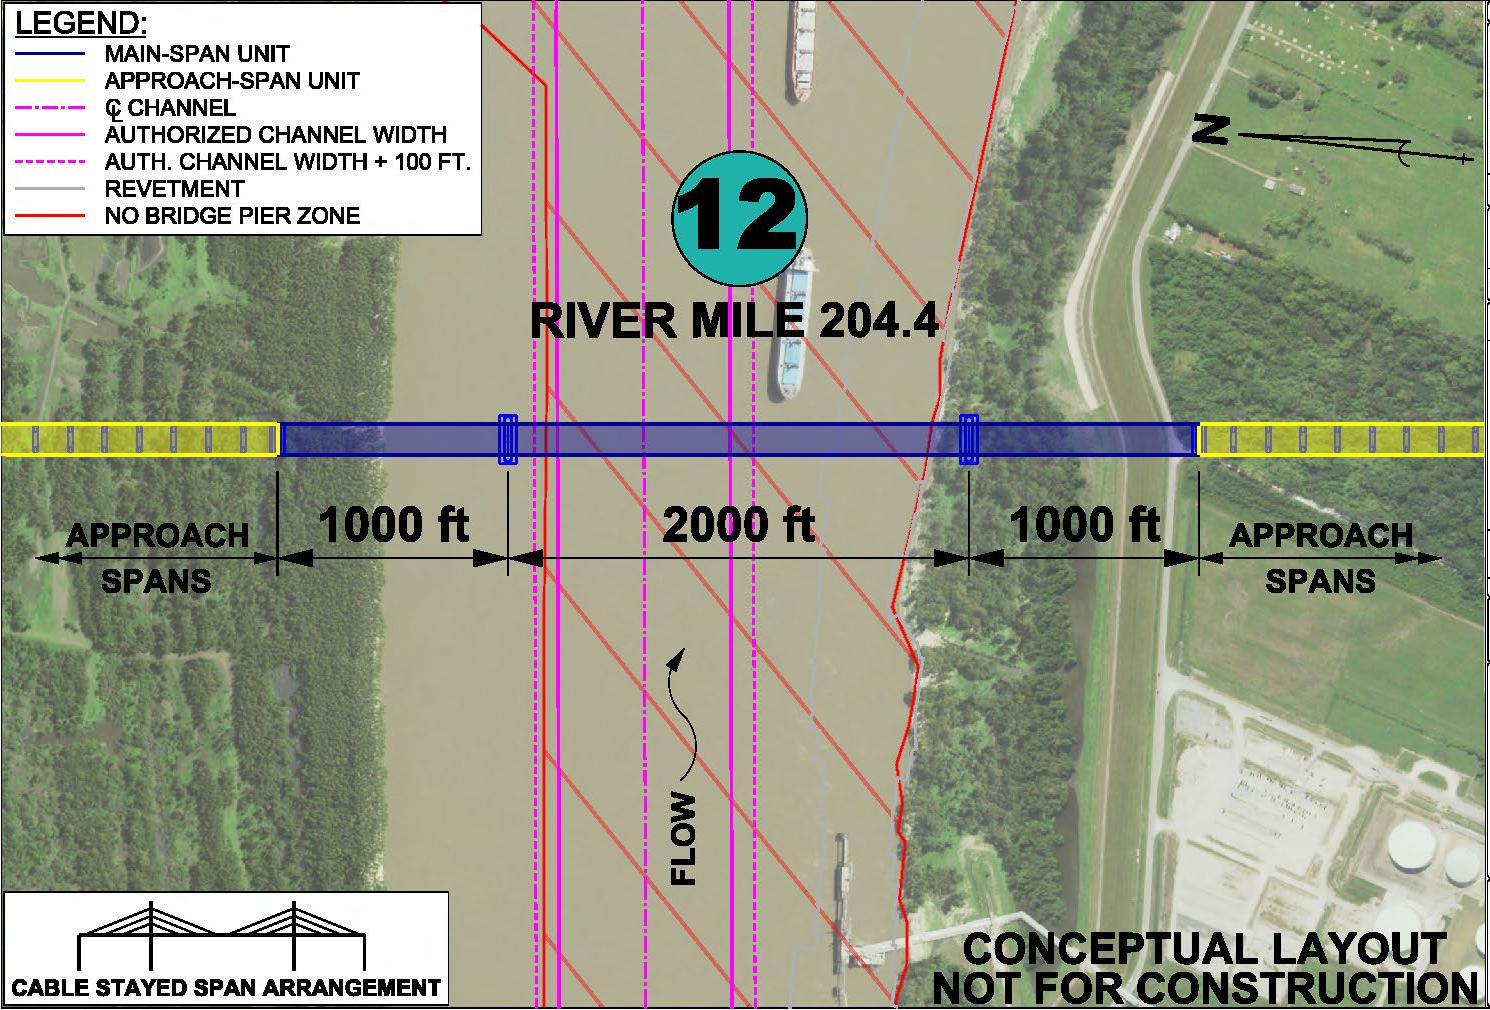 LEGEND:
MAIN-SPAN UNIT
APPROACH-SPAN UNIT
℄ CHANNEL
AUTHORIZED CHANNEL WIDTH
AUTH. CHANNEL WIDTH + 100 FT.
REVETMENT
NO BRIDGE PIER ZONE
N
12
RIVER MILE 204.4
APPROACH
SPANS
1000 ft
2000 ft
1000 ft
APPROACH
SPANS
FLOW
CABLE STAYED SPAN ARRANGEMENT
CONCEPTUAL LAYOUT
NOT FOR CONSTRUCTION